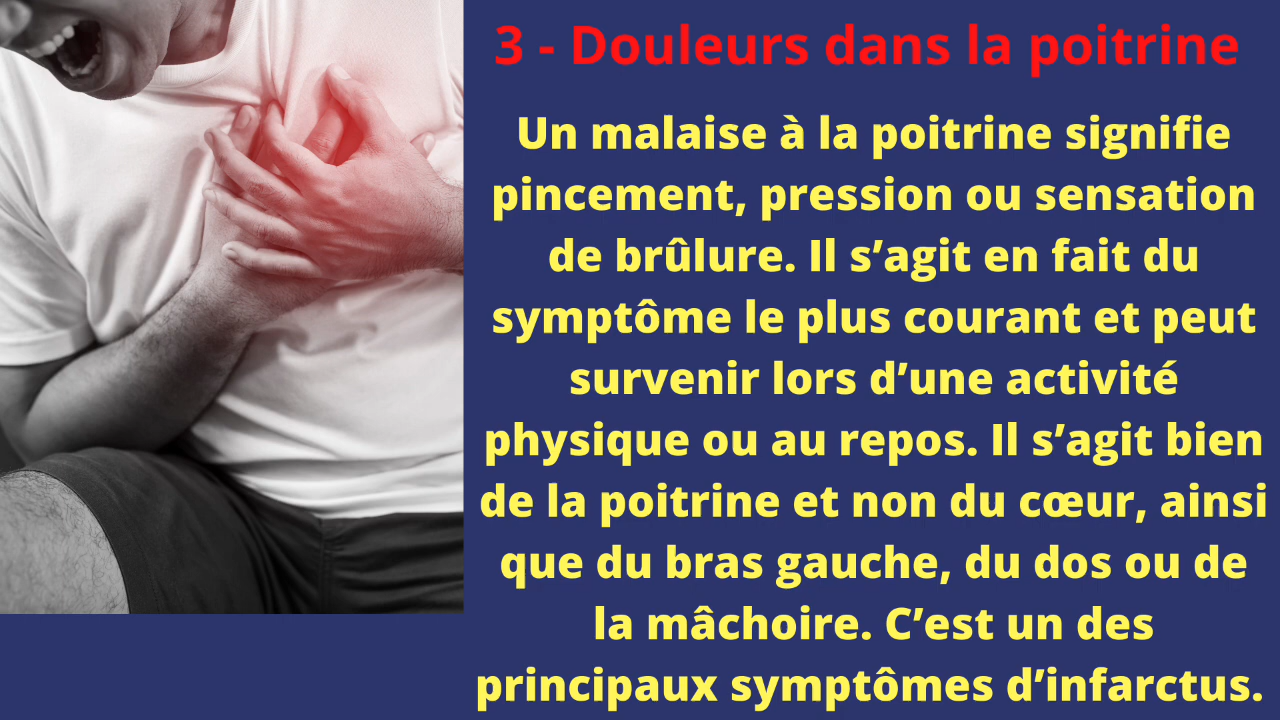 3 - Douleurs dans la poitrine
Un malaise à la poitrine signifie
pincement, pression ou sensation
de brûlure. Il s’agit en fait du
symptôme le plus courant et peut
survenir lors d’une activité
physique ou au repos. Il s’agit bien
de la poitrine et non du cœur, ainsi
que du bras gauche, du dos ou de
la mâchoire. C’est un des
principaux symptômes d’infarctus.